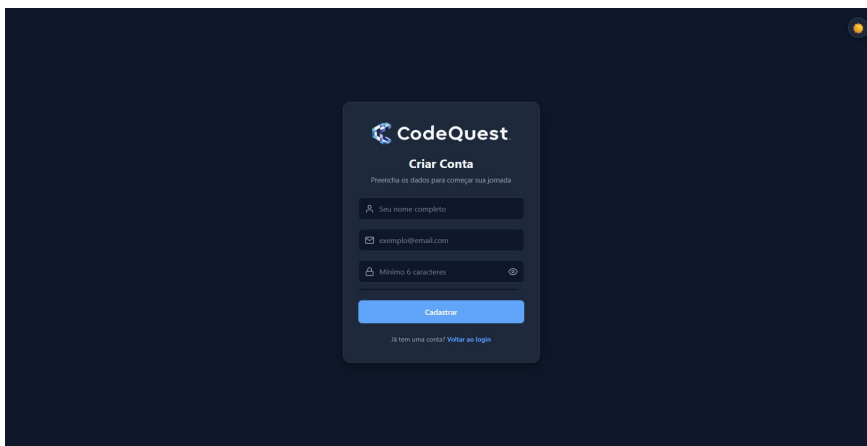 CodeQuest
Criar Conta
Preencha os dados para começar sua jornada
Seu nome completo
exemplo@email.com
Mínimo 6 caracteres
Cadastrar
Já tem uma conta? Voltar ao login